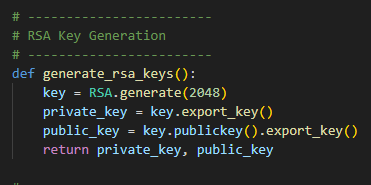 # -------------------------
# RSA Key Generation
# -------------------------
def generate_rsa_keys():
    key = RSA.generate(2048)
    private_key = key.export_key()
    public_key = key.publickey().export_key()
    return private_key, public_key